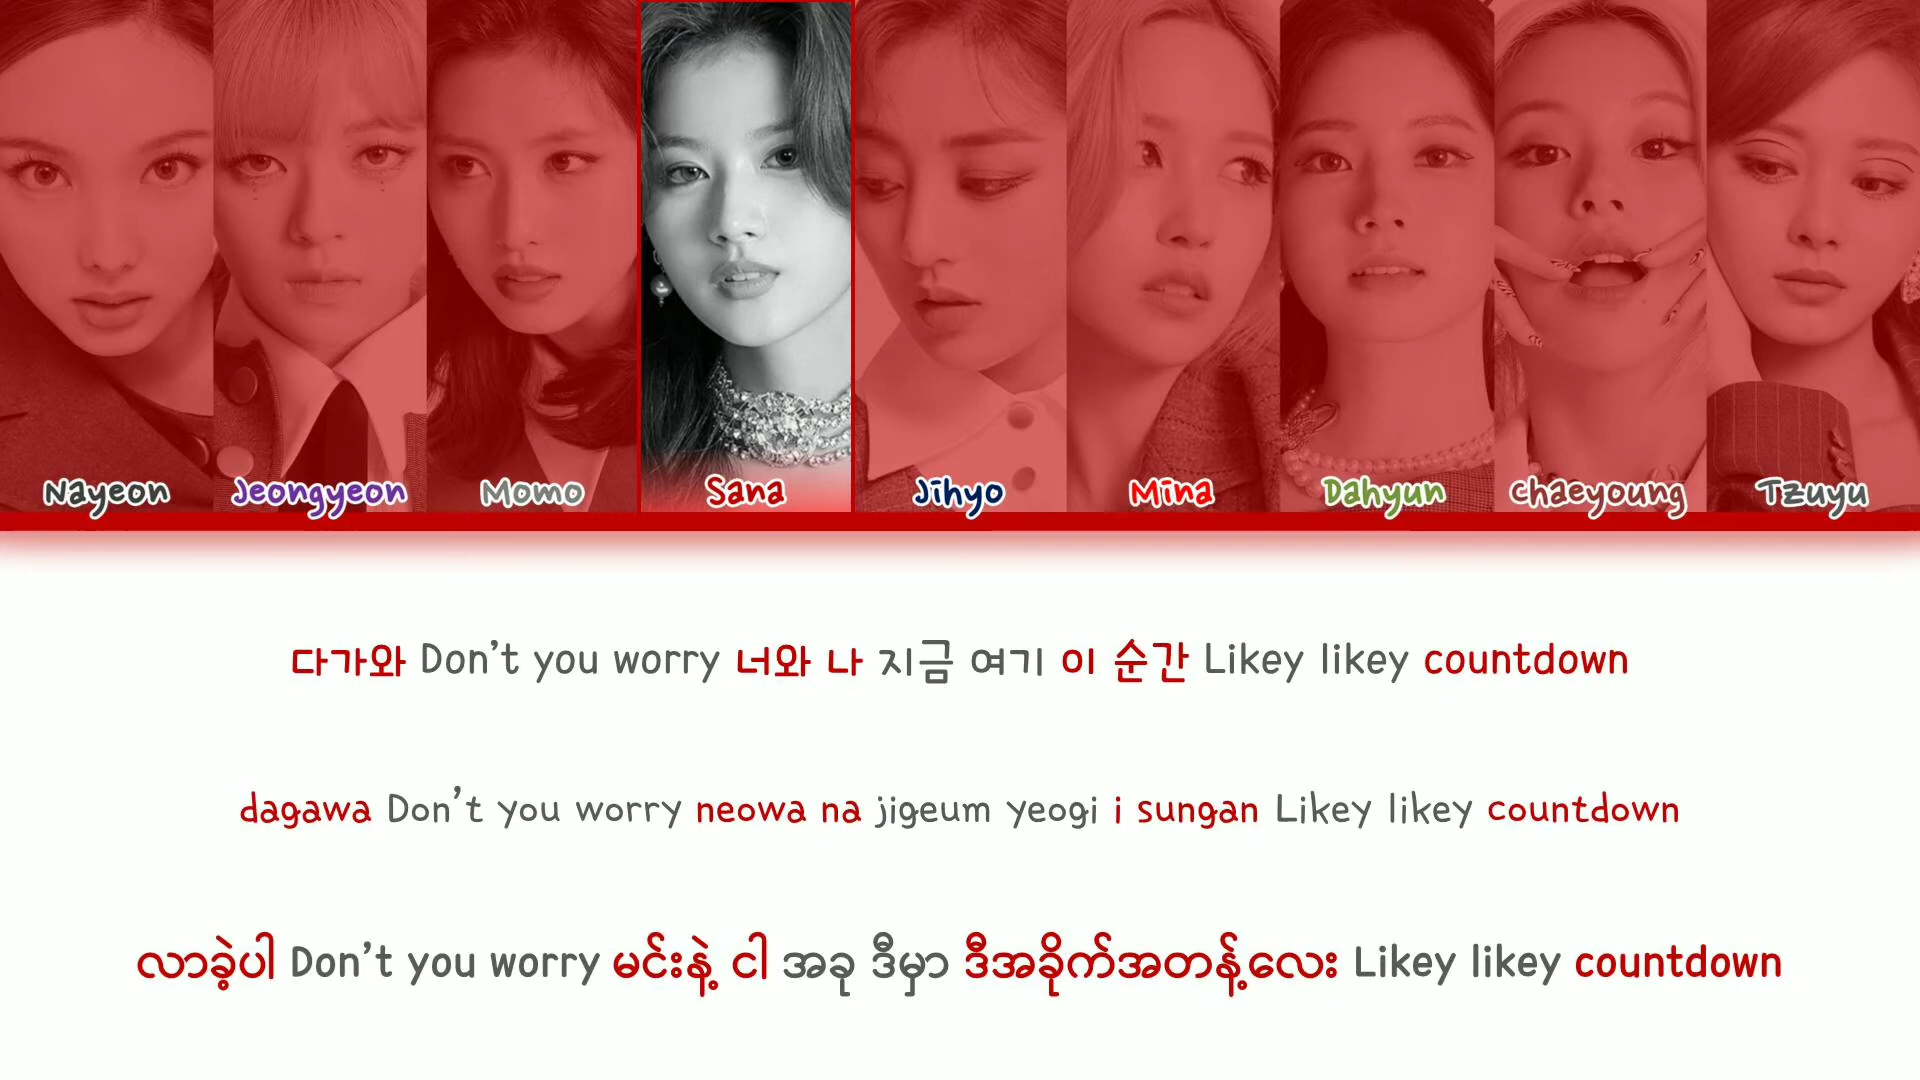 Nayeon Jeongyeon Momo Sana Jihyo Mina Dahyun Chaeyoung Tzuyu
다가와 Don't you worry 너와 나 지금 여기 이 순간 Likey likey countdown
dagawa Don't you worry neowa na jigeum yeogi i sungan Likey likey countdown
လာခဲ့ပါ Don't you worry မင်းနဲ့ ငါ အခု ဒီမှာ ဒီအခိုက်အတန့်လေး Likey likey countdown